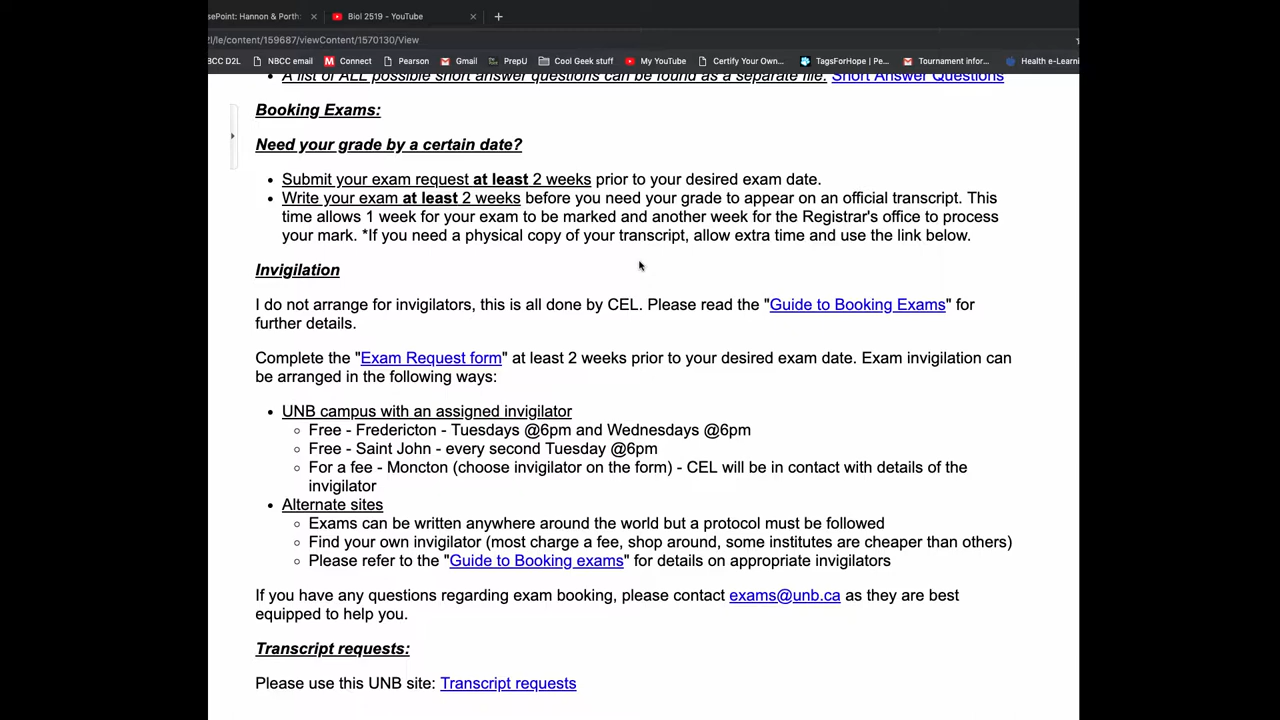 sePoint: Hannon & Porth
Biol 2519 - YouTube
/le/content/159687/viewContent/1570130/View
NBCC D2L
NBCC email
Connect
Pearson
Gmail
PrepU
Cool Geek stuff
My YouTube
Certify Your Own...
TagsForHope | Pe...
Tournament infor...
Health e-Learni
A list of ALL possible short answer questions can be found as a separate file. Short Answer Questions
Booking Exams:
Need your grade by a certain date?
• Submit your exam request at least 2 weeks prior to your desired exam date.
• Write your exam at least 2 weeks before you need your grade to appear on an official transcript. This
time allows 1 week for your exam to be marked and another week for the Registrar's office to process
your mark. *If you need a physical copy of your transcript, allow extra time and use the link below.
Invigilation
I do not arrange for invigilators, this is all done by CEL. Please read the "Guide to Booking Exams" for
further details.
Complete the "Exam Request form" at least 2 weeks prior to your desired exam date. Exam invigilation can
be arranged in the following ways:
• UNB campus with an assigned invigilator
◦ Free - Fredericton - Tuesdays @6pm and Wednesdays @6pm
◦ Free - Saint John - every second Tuesday @6pm
◦ For a fee - Moncton (choose invigilator on the form) - CEL will be in contact with details of the
invigilator
• Alternate sites
◦ Exams can be written anywhere around the world but a protocol must be followed
◦ Find your own invigilator (most charge a fee, shop around, some institutes are cheaper than others)
◦ Please refer to the "Guide to Booking exams" for details on appropriate invigilators
If you have any questions regarding exam booking, please contact exams@unb.ca as they are best
equipped to help you.
Transcript requests:
Please use this UNB site: Transcript requests